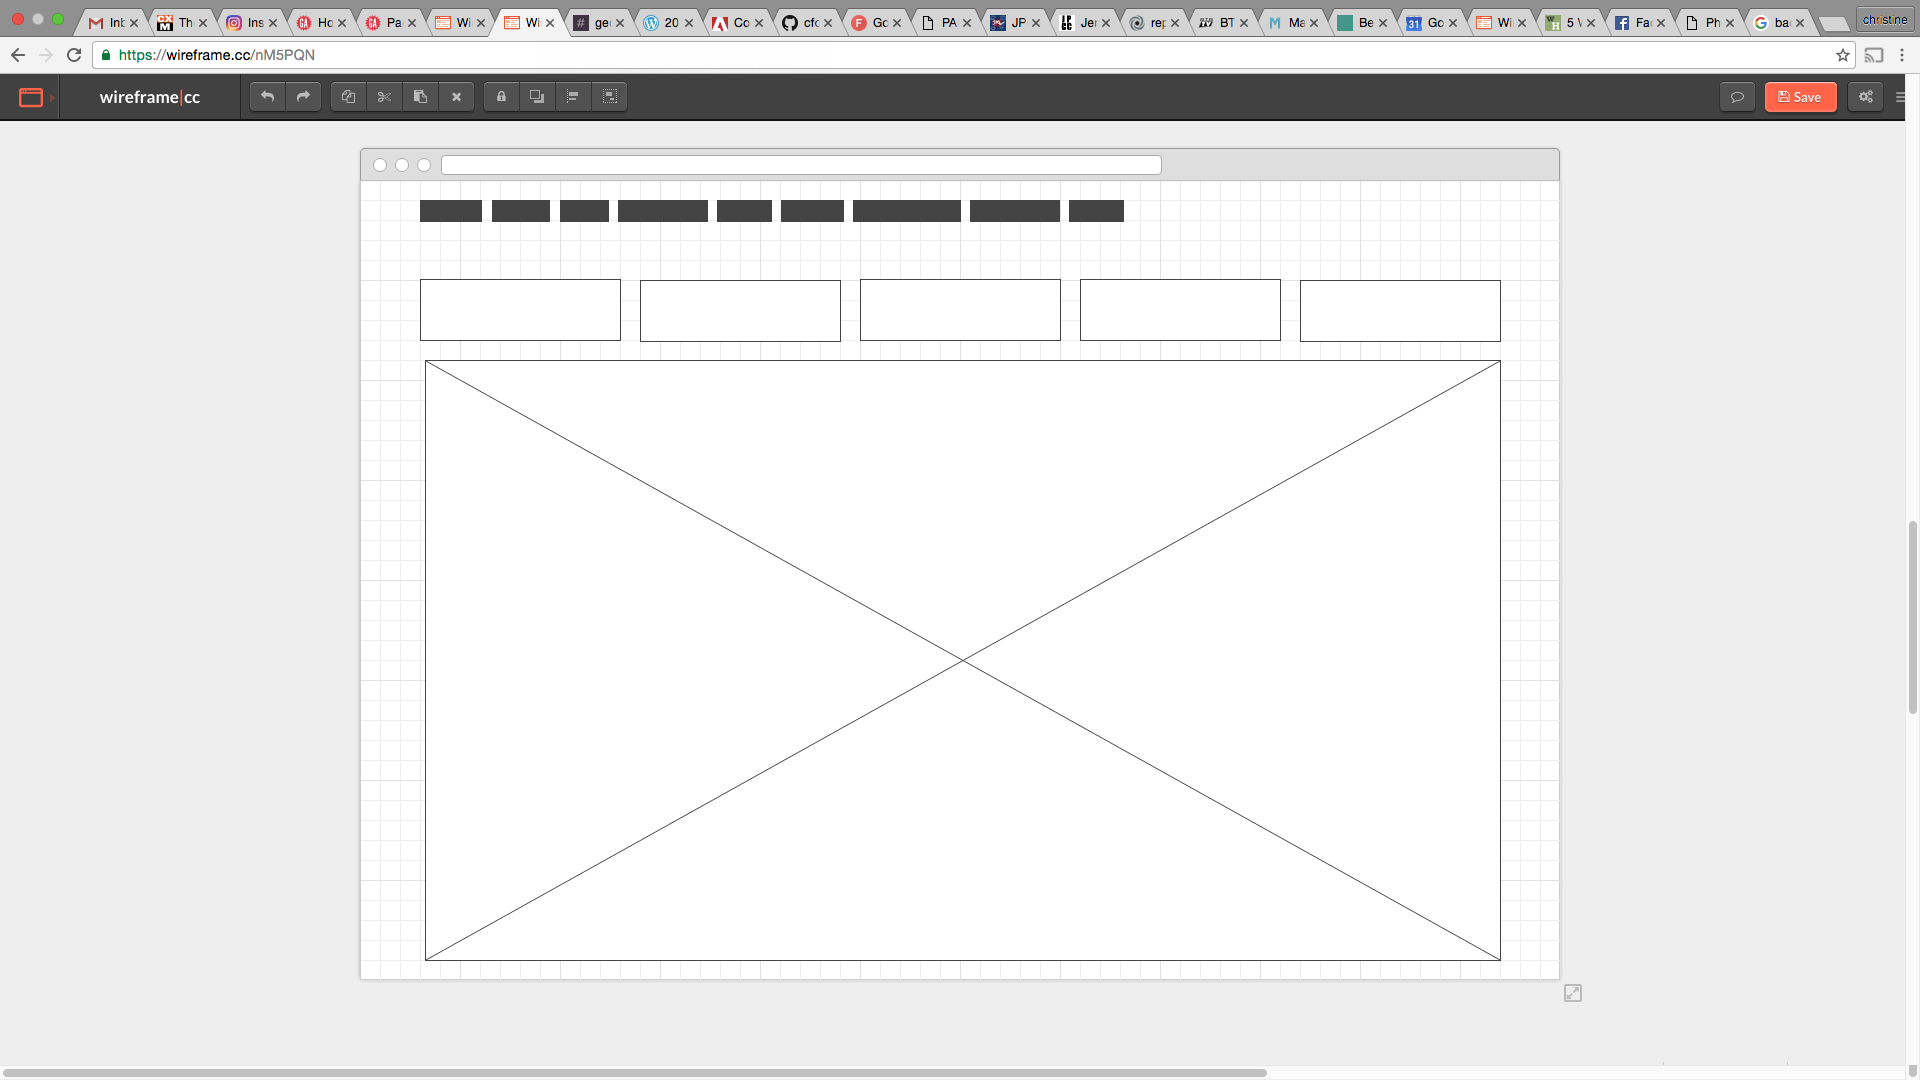 Inb Th Ins Ho Pa Wi Wi gei 20 Co cfc Go PA JP Jer rep BT Ma Be Go Wi 5 V Fa Ph ba christine
https://wireframe.cc/nM5PQN
wireframe|cc Save